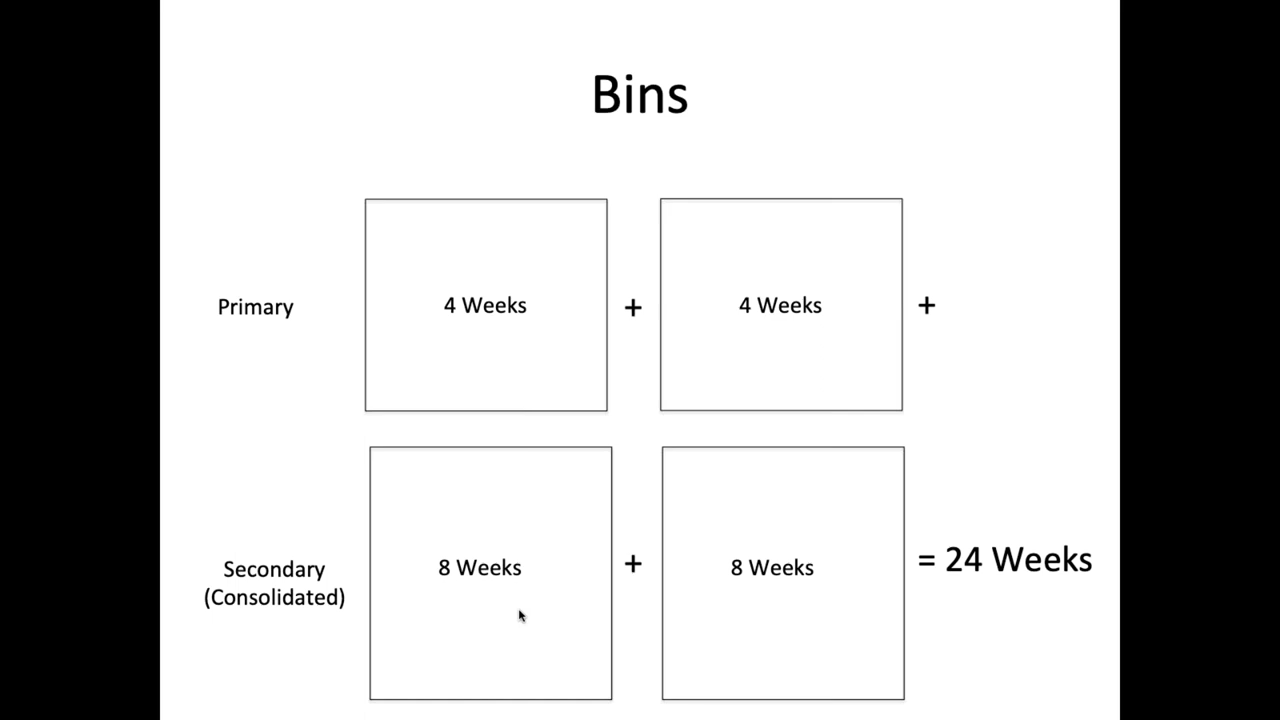 Bins
Primary
4 Weeks
+
4 Weeks
+
Secondary
(Consolidated)
8 Weeks
+
8 Weeks
= 24 Weeks